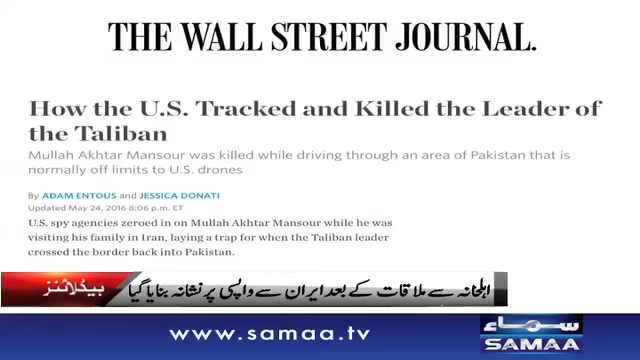 THE WALL STREET JOURNAL.
How the U.S. Tracked and Killed the Leader of
the Taliban
Mullah Akhtar Mansour was killed while driving through an area of Pakistan that is
normally off limits to U.S. drones
By ADAM ENTOUS and JESSICA DONATI
Updated May 24, 2016 8:06 p.m. ET
U.S. spy agencies zeroed in on Mullah Akhtar Mansour while he was
visiting his family in Iran, laying a trap for when the Taliban leader
crossed the border back into Pakistan.
ہیڈلائنز
اہلخانہ سے ملاقات کے بعد ایران سے واپسی پر نشانہ بنایا گیا
www.samaa.tv
سماء
SAMAA